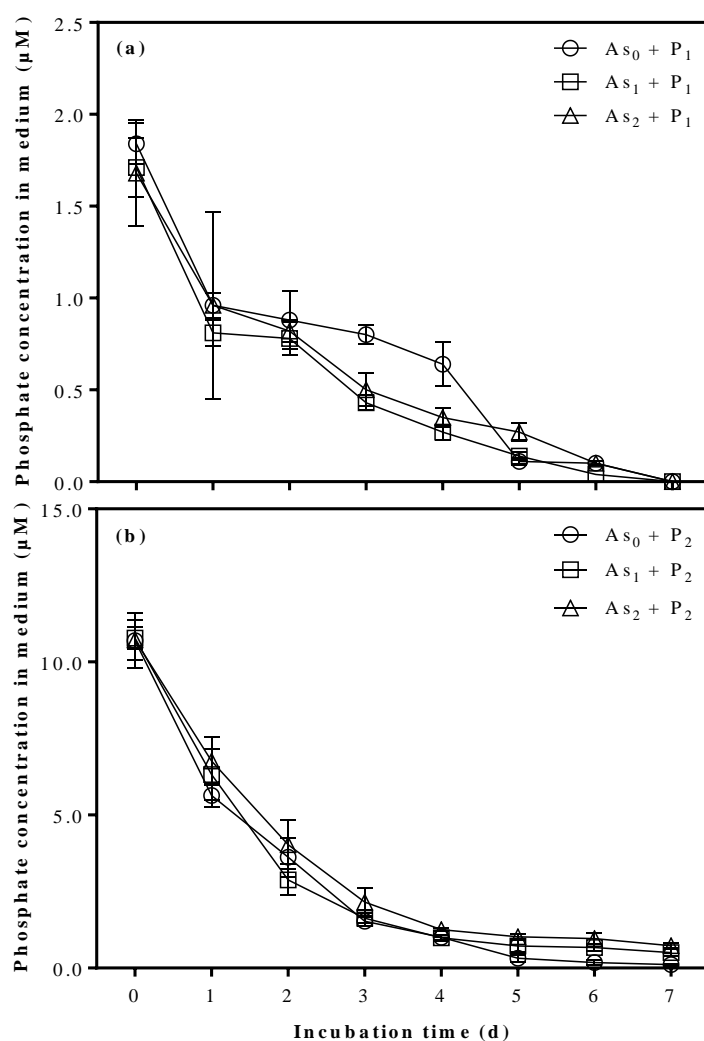 Phosphate concentration in medium (µM)
2.5
2.0
1.5
1.0
0.5
0.0
(a)
As₀ + P₁
As₁ + P₁
As₂ + P₁
Phosphate concentration in medium (µM)
15.0
10.0
5.0
0.0
(b)
As₀ + P₂
As₁ + P₂
As₂ + P₂
0 1 2 3 4 5 6 7
Incubation time (d)